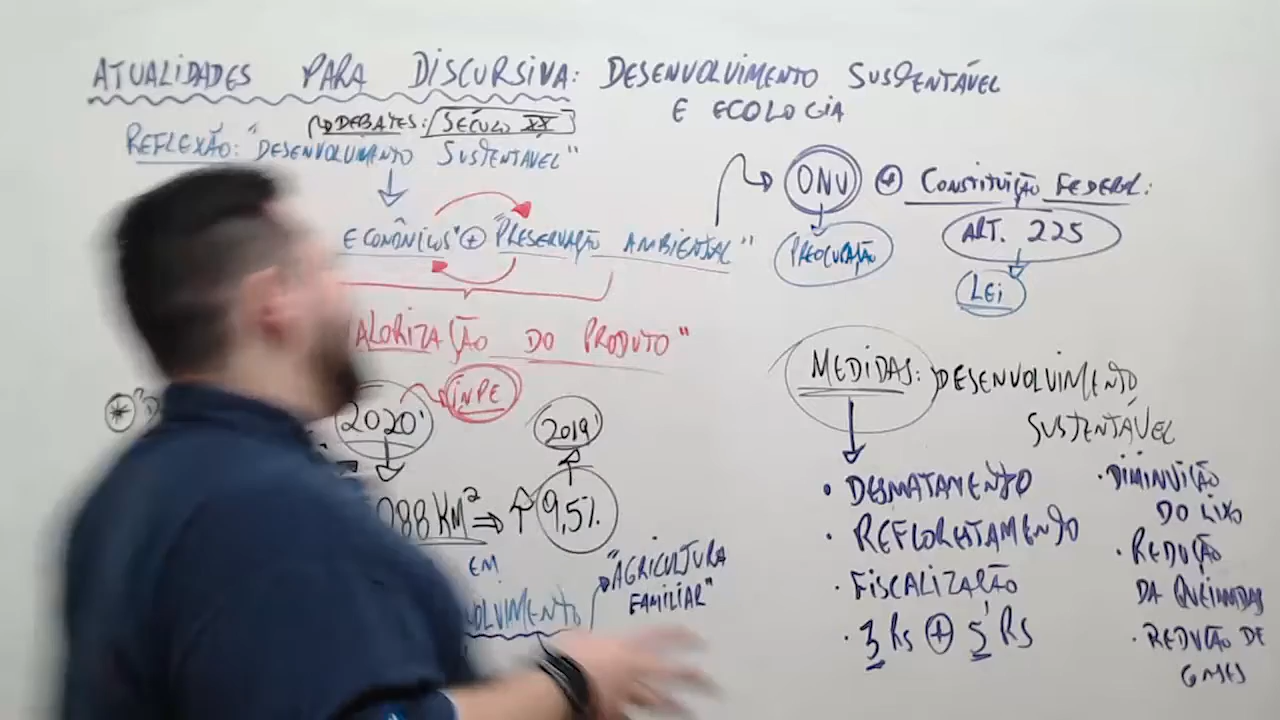 ATUALIDADES PARA DISCURSIVA: DESENVOLVIMENTO SUSTENTÁVEL
E ECOLOGIA
DEBATES: SÉCULO XX
REFLEXÃO: "DESENVOLVIMENTO SUSTENTÁVEL"
ECONÔMICOS" + "PRESERVAÇÃO AMBIENTAL"
ALORIZAÇÃO DO PRODUTO"
2020' INPE
2019'
088 KM² ⇒ ↑ 9,5%
EM
OLVIMENTO
"AGRICULTURA
FAMILIAR"
ONU + CONSTITUIÇÃO FEDERAL:
PREOCUPAÇÃO
ART. 225
LEI
MEDIDAS: DESENVOLVIMENTO
SUSTENTÁVEL
• DESMATAMENTO
• REFLORESTAMENTO
• FISCALIZAÇÃO
• 3 Rs + 5' Rs
• DIMINUIÇÃO
DO LIXO
• REDUÇÃO
DA QUEIMADAS
• REDUÇÃO DE
GASES